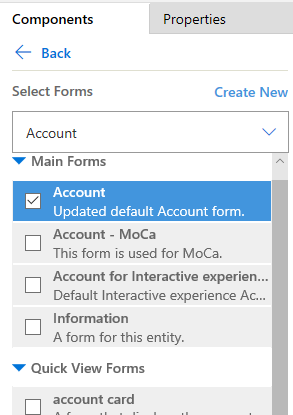 Components
Properties
Back
Select Forms
Create New
Account
Main Forms
Account
Updated default Account form.
Account - MoCa
This form is used for MoCa.
Account for Interactive experien...
Default Interactive experience Ac...
Information
A form for this entity.
Quick View Forms
account card